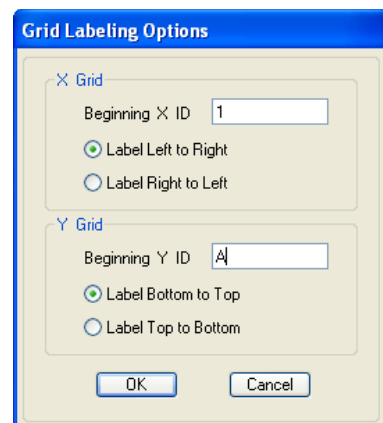 Grid Labeling Options
X Grid
Beginning X ID 1
Label Left to Right
Label Right to Left
Y Grid
Beginning Y ID A
Label Bottom to Top
Label Top to Bottom
OK Cancel